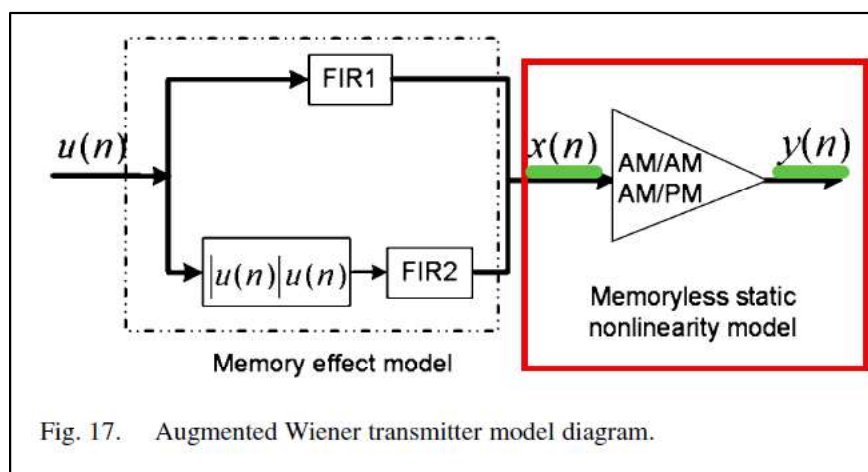 FIR1
u(n)
x(n)
AM/AM
AM/PM
y(n)
|u(n)|u(n)
FIR2
Memoryless static
nonlinearity model
Memory effect model
Fig. 17. Augmented Wiener transmitter model diagram.